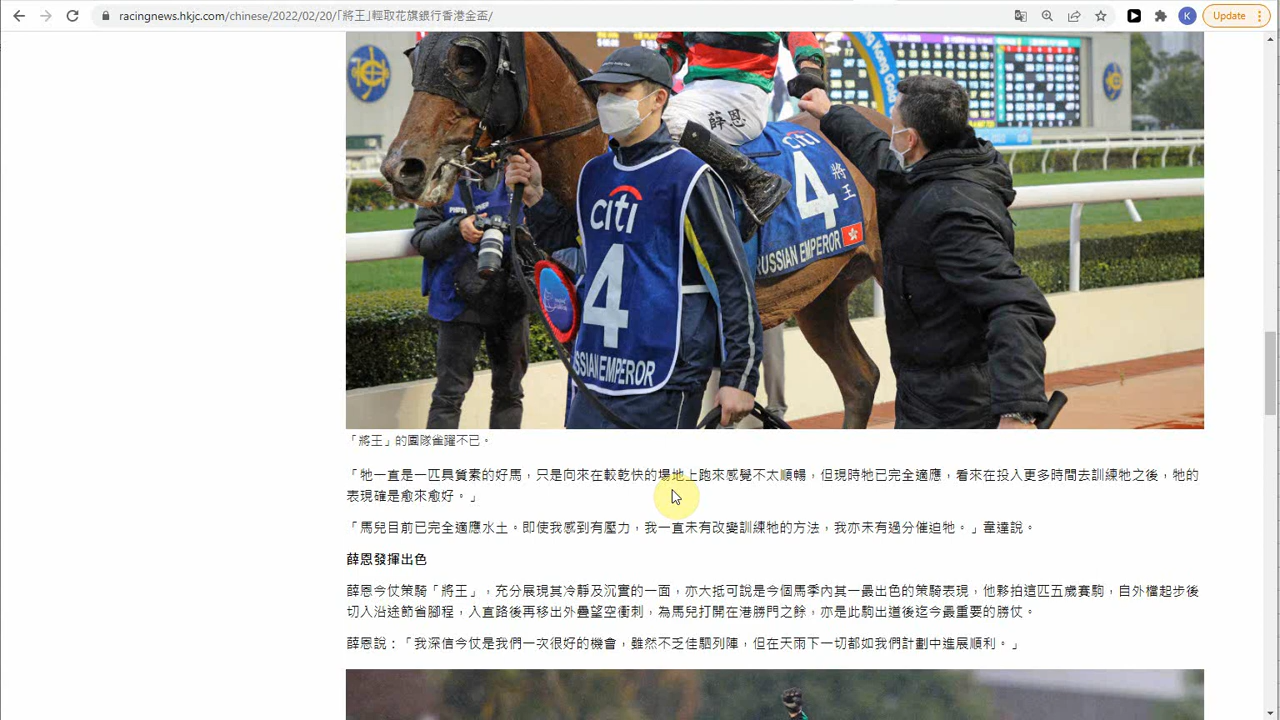 racingnews.hkjc.com/chinese/2022/02/20/「將王」輕取花旗銀行香港金盃/
K
Update
Kong Gold
薛恩
citi
4
將王
RUSSIAN EMPEROR
citi
4
SSIAN EMPEROR
「將王」的團隊雀躍不已。
「牠一直是一匹具質素的好馬，只是向來在較乾快的場地上跑來感覺不太順暢，但現時牠已完全適應，看來在投入更多時間去訓練牠之後，牠的
表現確是愈來愈好。」
「馬兒目前已完全適應水土。即使我感到有壓力，我一直未有改變訓練牠的方法，我亦未有過分催迫牠。」韋達說。
薛恩發揮出色
薛恩今仗策騎「將王」，充分展現其冷靜及沉實的一面，亦大抵可說是今個馬季內其一最出色的策騎表現，他夥拍這匹五歲賽駒，自外檔起步後
切入沿途節省腳程，入直路後再移出外疊望空衝刺，為馬兒打開在港勝門之餘，亦是此駒出道後迄今最重要的勝仗。
薛恩說：「我深信今仗是我們一次很好的機會，雖然不乏佳駟列陣，但在天雨下一切都如我們計劃中進展順利。」